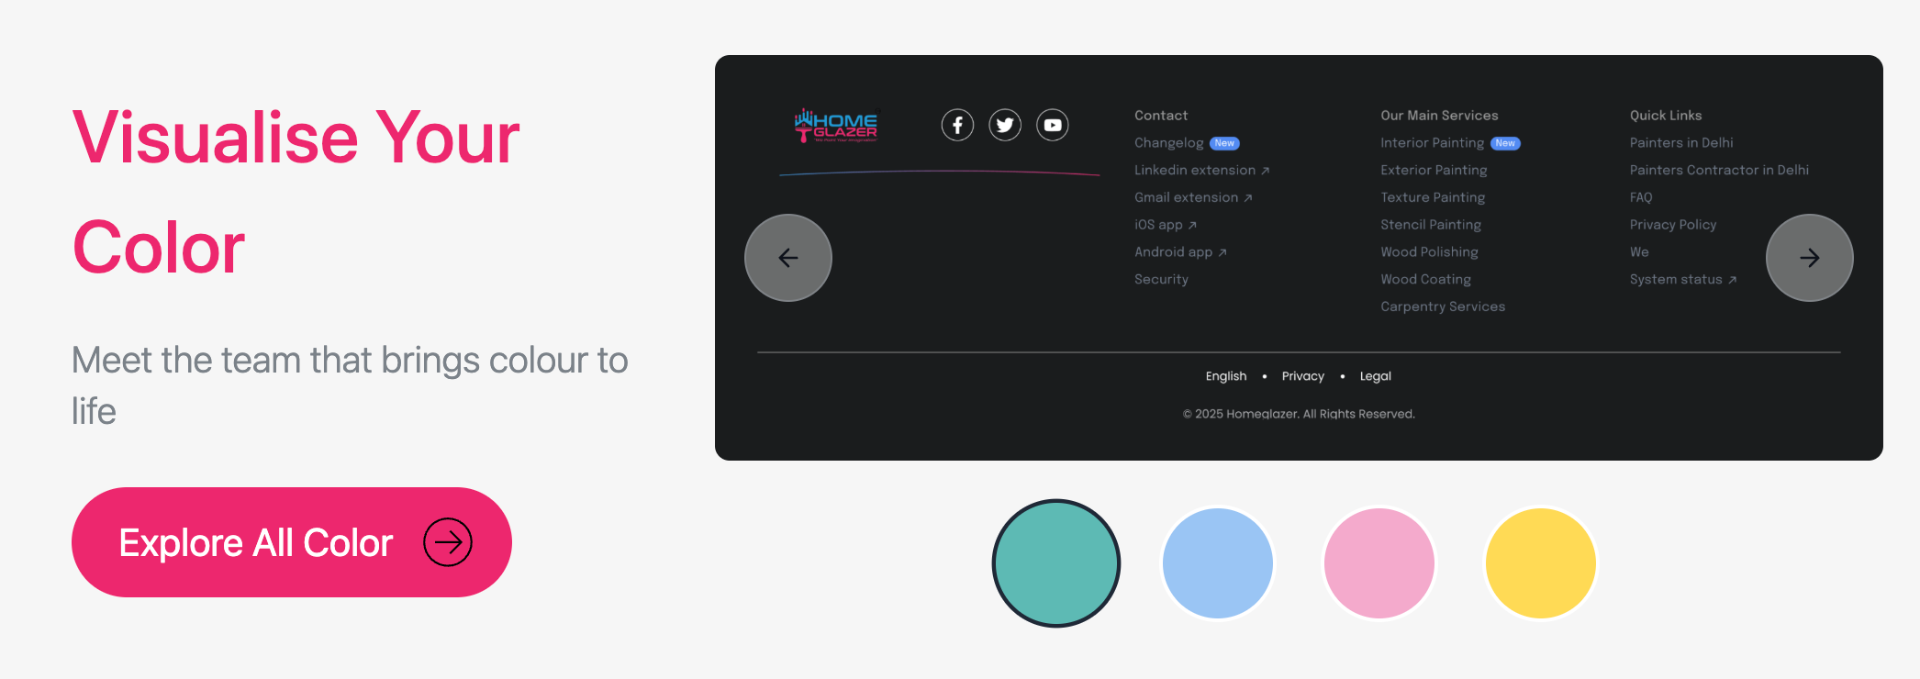 Visualise Your
Color
Meet the team that brings colour to
life
Explore All Color
HOME
GLAZER
Contact
Changelog New
Linkedin extension ↗
Gmail extension ↗
iOS app ↗
Android app ↗
Security
Our Main Services
Interior Painting New
Exterior Painting
Texture Painting
Stencil Painting
Wood Polishing
Wood Coating
Carpentry Services
Quick Links
Painters in Delhi
Painters Contractor in Delhi
FAQ
Privacy Policy
We
System status ↗
English • Privacy • Legal
© 2025 Homeglazer. All Rights Reserved.